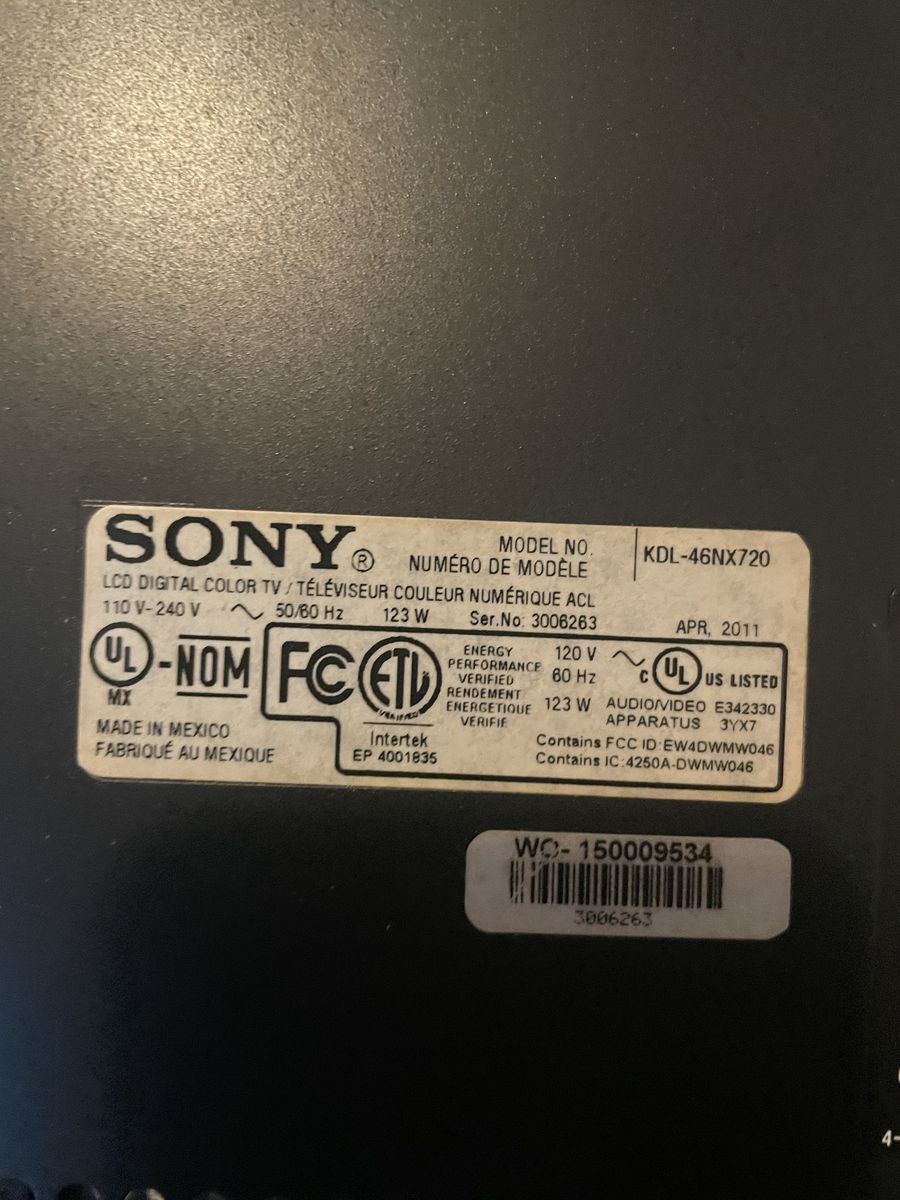 SONY®
MODEL NO.
NUMÉRO DE MODÈLE
KDL-46NX720
LCD DIGITAL COLOR TV / TÉLÉVISEUR COULEUR NUMÉRIQUE ACL
110 V- 240 V ～ 50/60 Hz 123 W Ser.No: 3006263
APR, 2011
UL
MX
-NOM
FC
ETL
VERIFIED
Intertek
EP 4001835
ENERGY
PERFORMANCE
VERIFIED
RENDEMENT
ENERGETIQUE
VERIFIE
120 V ～
60 Hz
123 W
C UL US LISTED
AUDIO/VIDEO E342330
APPARATUS 3YX7
Contains FCC ID:EW4DWMW046
Contains IC:4250A-DWMW046
MADE IN MEXICO
FABRIQUÉ AU MEXIQUE
WO- 150009534
3006263
4-